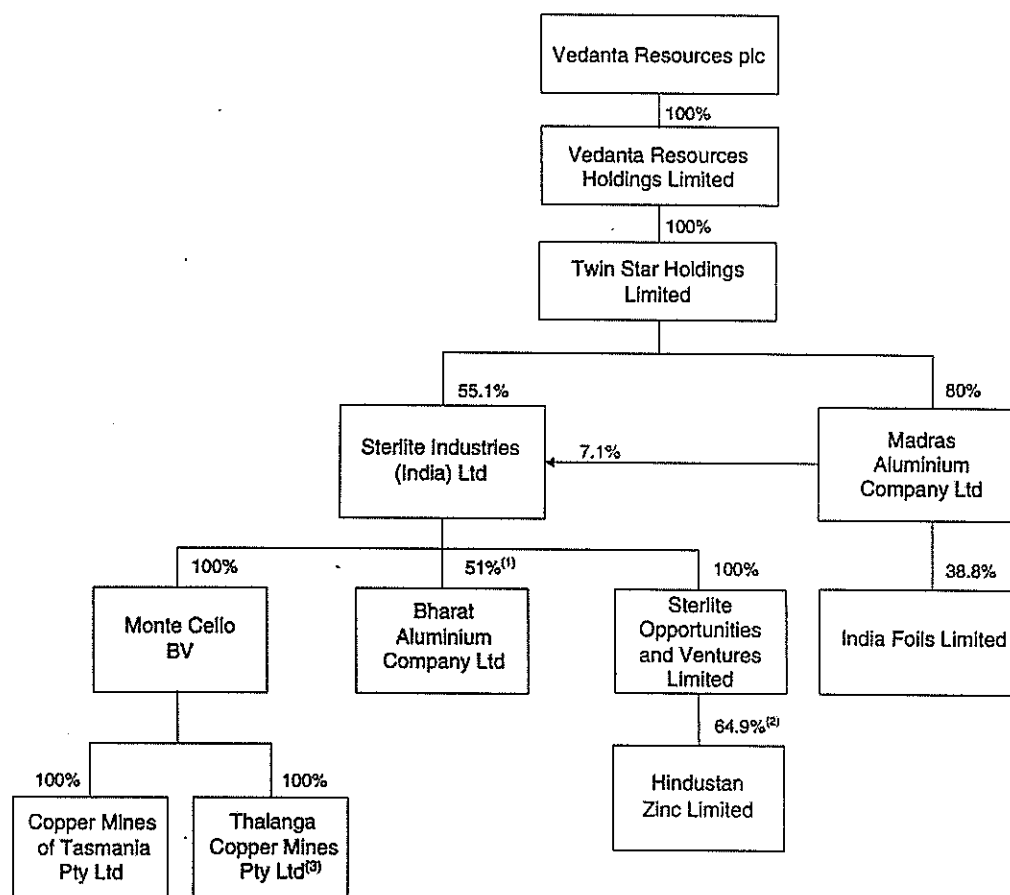 Vedanta Resources plc
100%
Vedanta Resources
Holdings Limited
100%
Twin Star Holdings
Limited
55.1%
80%
Sterlite Industries
(India) Ltd
7.1%
Madras
Aluminium
Company Ltd
100%
51%(1)
100%
38.8%
Monte Cello
BV
Bharat
Aluminium
Company Ltd
Sterlite
Opportunities
and Ventures
Limited
India Foils Limited
64.9%(2)
100%
100%
Hindustan
Zinc Limited
Copper Mines
of Tasmania
Pty Ltd
Thalanga
Copper Mines
Pty Ltd(3)